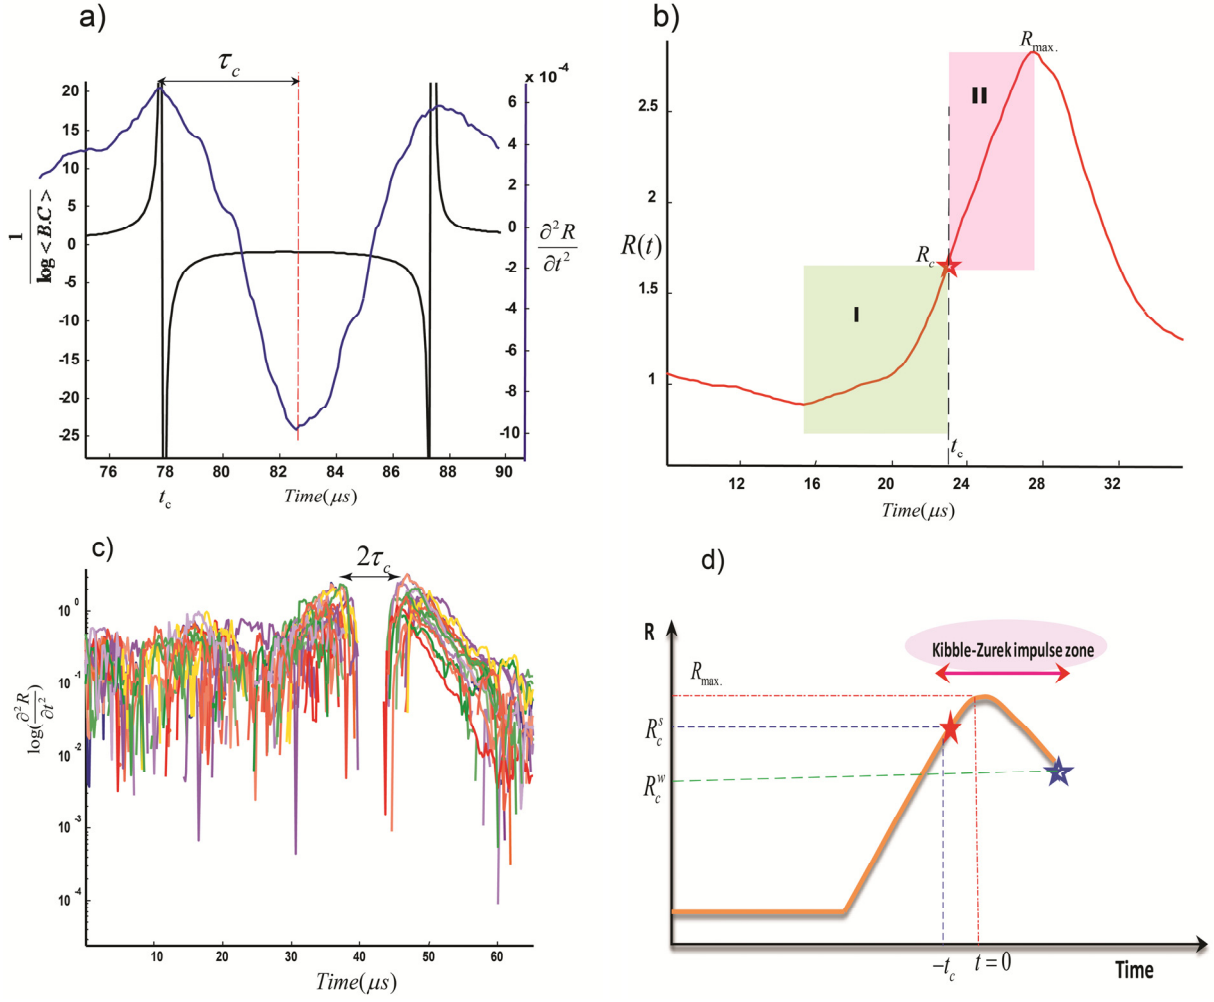 a)
τc
x 10⁻⁴
20
15
10
5
0
-5
-10
-15
-20
-25
1
log < B.C >
6
4
2
0
-2
-4
-6
-8
-10
∂²R
∂t²
76 78 80 82 84 86 88 90
tc
Time(μs)
b)
Rmax.
II
2.5
2
R(t)
Rc
1.5
I
1
tc
12 16 20 24 28 32
Time(μs)
c)
2τc
10⁰
10⁻¹
10⁻²
10⁻³
10⁻⁴
log(∂²R/∂t²)
10 20 30 40 50 60
Time(μs)
d)
R
Kibble-Zurek impulse zone
Rmax.
Rcˢ
Rcʷ
−tc t=0
Time